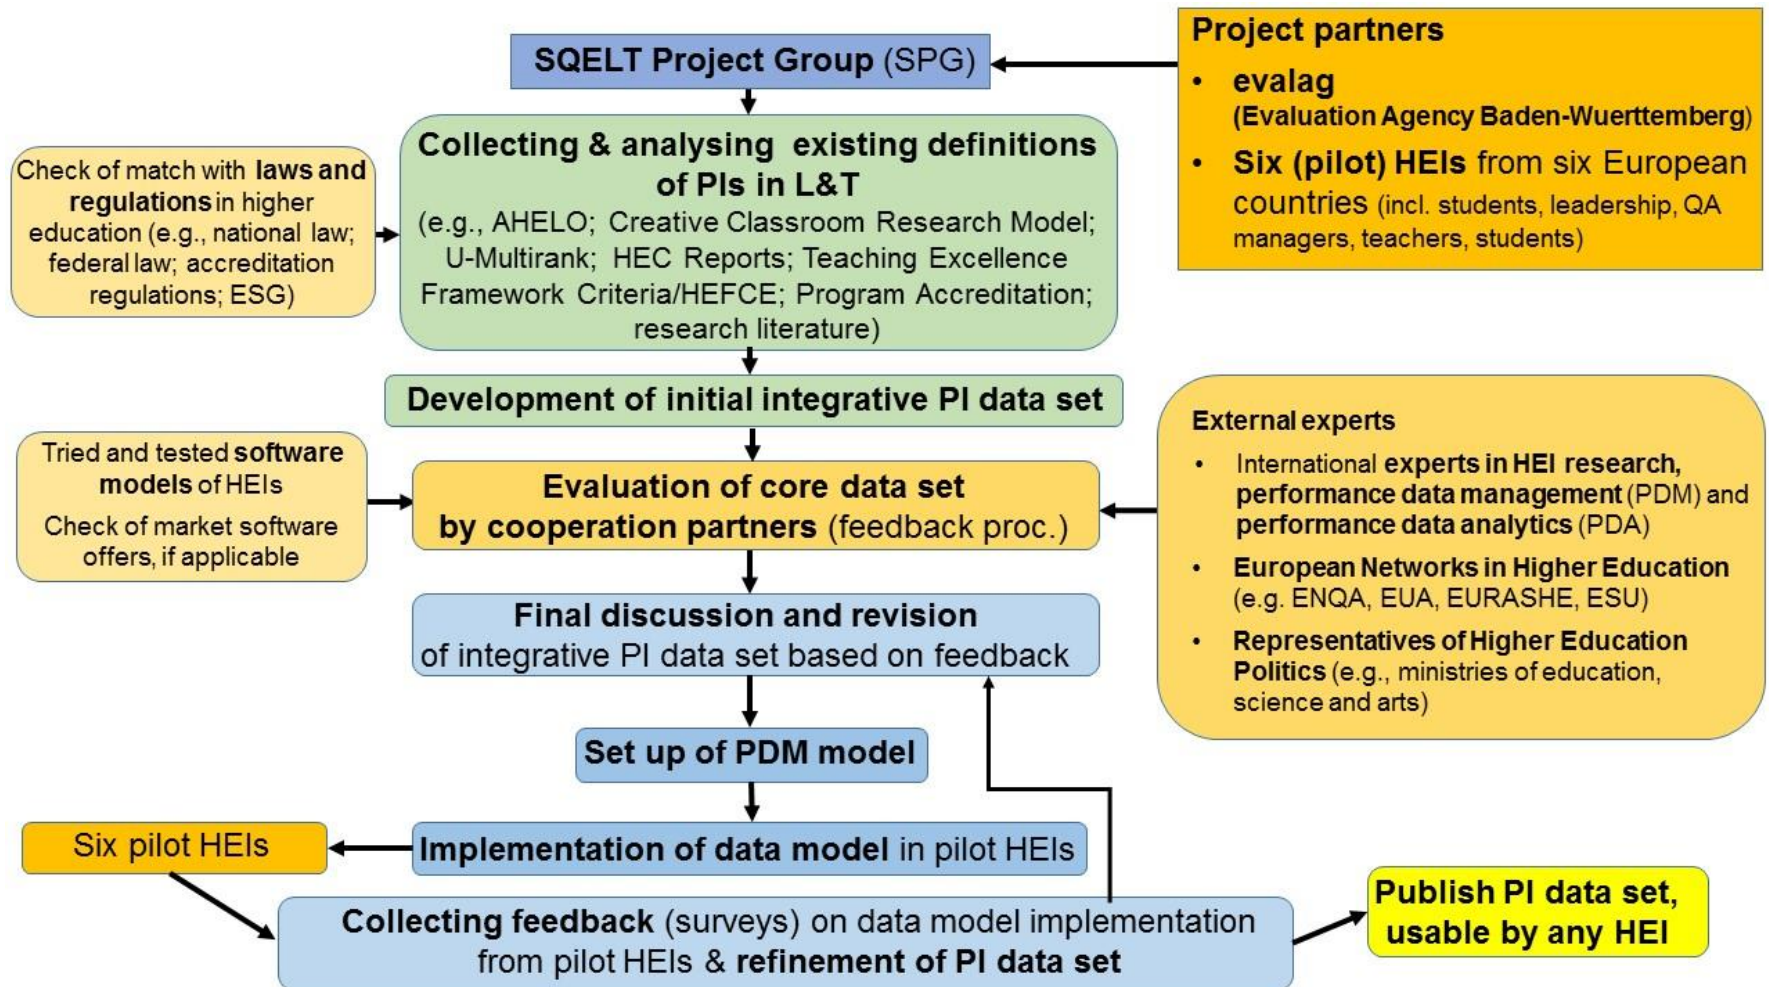 SQELT Project Group (SPG)
Project partners
• evalag
(Evaluation Agency Baden-Wuerttemberg)
• Six (pilot) HEIs from six European
countries (incl. students, leadership, QA
managers, teachers, students)
Collecting & analysing existing definitions
of PIs in L&T
(e.g., AHELO; Creative Classroom Research Model;
U-Multirank; HEC Reports; Teaching Excellence
Framework Criteria/HEFCE; Program Accreditation;
research literature)
Check of match with laws and
regulations in higher
education (e.g., national law;
federal law; accreditation
regulations; ESG)
Development of initial integrative PI data set
Tried and tested software
models of HEIs
Check of market software
offers, if applicable
Evaluation of core data set
by cooperation partners (feedback proc.)
External experts
• International experts in HEI research,
performance data management (PDM) and
performance data analytics (PDA)
• European Networks in Higher Education
(e.g. ENQA, EUA, EURASHE, ESU)
• Representatives of Higher Education
Politics (e.g., ministries of education,
science and arts)
Final discussion and revision
of integrative PI data set based on feedback
Set up of PDM model
Six pilot HEIs
Implementation of data model in pilot HEIs
Collecting feedback (surveys) on data model implementation
from pilot HEIs & refinement of PI data set
Publish PI data set,
usable by any HEI